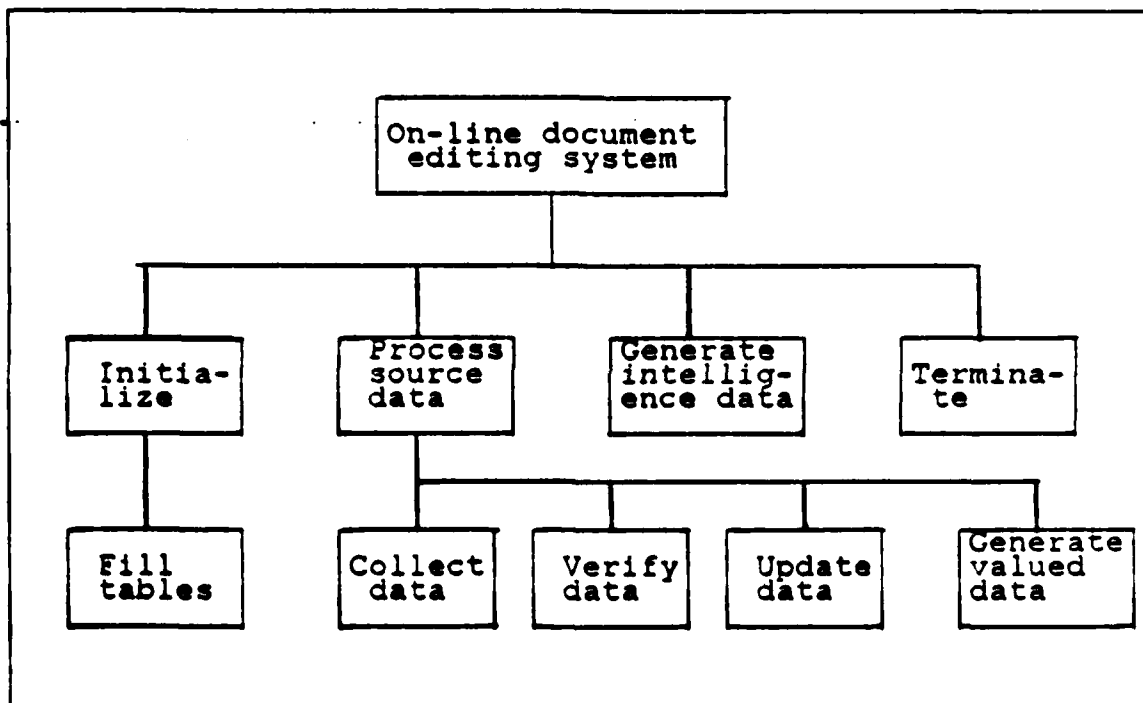 On-line document
editing system
Initia-
lize
Process
source
data
Generate
intellig-
ence data
Termina-
te
Fill
tables
Collect
data
Verify
data
Update
data
Generate
valued
data